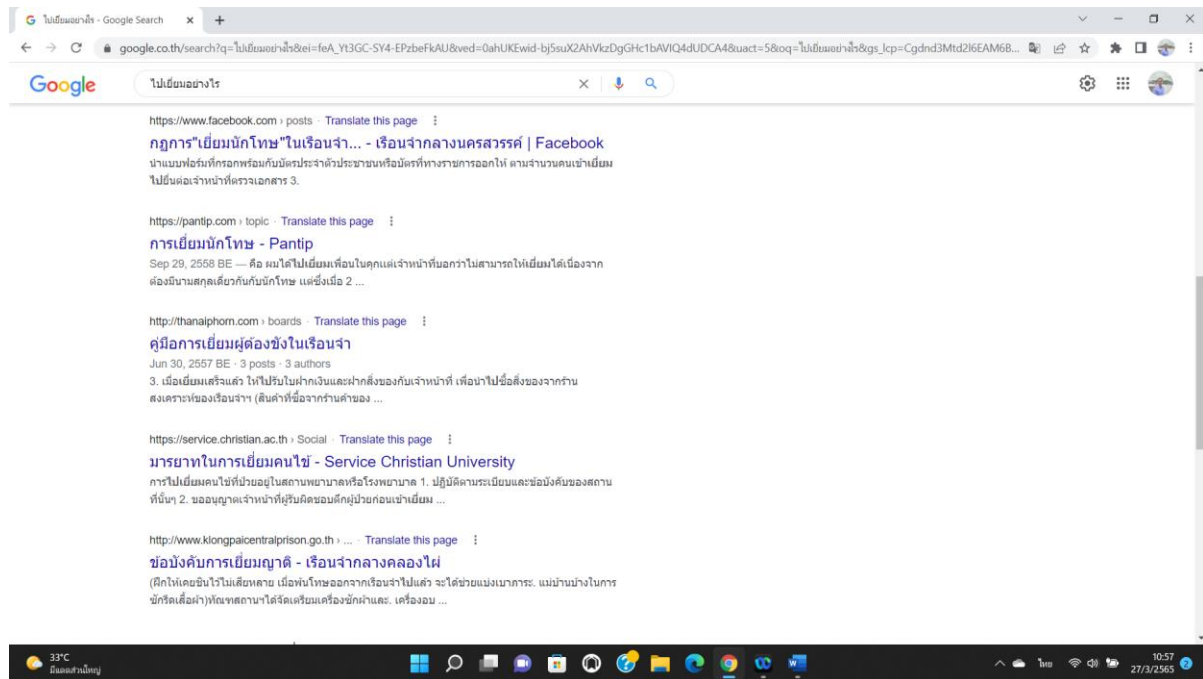 ไปเยี่ยมอย่างไร - Google Search
google.co.th/search?q=ไปเยี่ยมอย่างไร&ei=feA_Yt3GC-SY4-EPzbeFkAU&ved=0ahUKEwid-bj5suX2AhVkzDgGHc1bAVIQ4dUDCA4&uact=5&oq=ไปเยี่ยมอย่างไร&gs_lcp=Cgdnd3Mtd2l6EAM6B...
Google
ไปเยี่ยมอย่างไร
https://www.facebook.com › posts · Translate this page
กฏการ"เยี่ยมนักโทษ"ในเรือนจำ... - เรือนจำกลางนครสวรรค์ | Facebook
นำแบบฟอร์มที่กรอกพร้อมกับบัตรประจำตัวประชาชนหรือบัตรที่ทางราชการออกให้ ตามจำนวนคนเข้าเยี่ยม
ไปยื่นต่อเจ้าหน้าที่ตรวจเอกสาร 3.
https://pantip.com › topic · Translate this page
การเยี่ยมนักโทษ - Pantip
Sep 29, 2558 BE — คือ ผมได้ไปเยี่ยมเพื่อนในคุกแต่เจ้าหน้าที่บอกว่าไม่สามารถให้เยี่ยมได้เนื่องจาก
ต้องมีนามสกุลเดี่ยวกันกับนักโทษ แต่ซึ่งเมื่อ 2 ...
http://thanaiphorn.com › boards · Translate this page
คู่มือการเยี่ยมผู้ต้องขังในเรือนจำ
Jun 30, 2557 BE · 3 posts · 3 authors
3. เมื่อเยี่ยมเสร็จแล้ว ให้ไปรับใบฝากเงินและฝากสิ่งของกับเจ้าหน้าที่ เพื่อนำไปซื้อสิ่งของจากร้าน
สงเคราะห์ของเรือนจำฯ (สินค้าที่ซื้อจากร้านค้าของ ...
https://service.christian.ac.th › Social · Translate this page
มารยาทในการเยี่ยมคนไข้ - Service Christian University
การไปเยี่ยมคนไข้ที่ป่วยอยู่ในสถานพยาบาลหรือโรงพยาบาล 1. ปฏิบัติตามระเบียบและข้อบังคับของสถาน
ที่นั้นๆ 2. ขออนุญาตเจ้าหน้าที่ผู้รับผิดชอบตึกผู้ป่วยก่อนเข้าเยี่ยม ...
http://www.klongpaicentralprison.go.th › ... · Translate this page
ข้อบังคับการเยี่ยมญาติ - เรือนจำกลางคลองไผ่
(ฝึกให้เคยชินไว้ไม่เสียหลาย เมื่อพ้นโทษออกจากเรือนจำไปแล้ว จะได้ช่วยแบ่งเบาภาระ. แม่บ้านบ้างในการ
ซักรีดเสื้อผ้า)ทัณฑสถานฯได้จัดเตรียมเครื่องซักผ้าและ. เครื่องอบ ...
33°C
มีแดดส่วนใหญ่
ไทย
10:57
27/3/2565
2